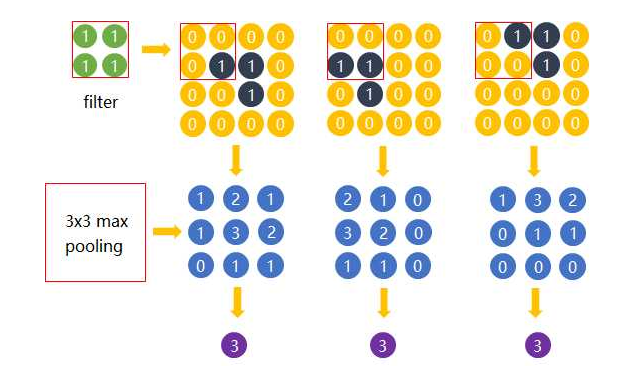 1 1 0 0 0 0 0 0 0 0 0 1 1 0
1 1 0 1 1 0 1 1 0 0 0 0 1 0
filter 0 0 1 0 0 1 0 0 0 0 0 0
0 0 0 0 0 0 0 0 0 0 0 0
1 2 1 2 1 0 1 3 2
3x3 max
pooling
1 3 2 3 2 0 0 1 1
0 1 1 1 1 0 0 0 0
3 3 3